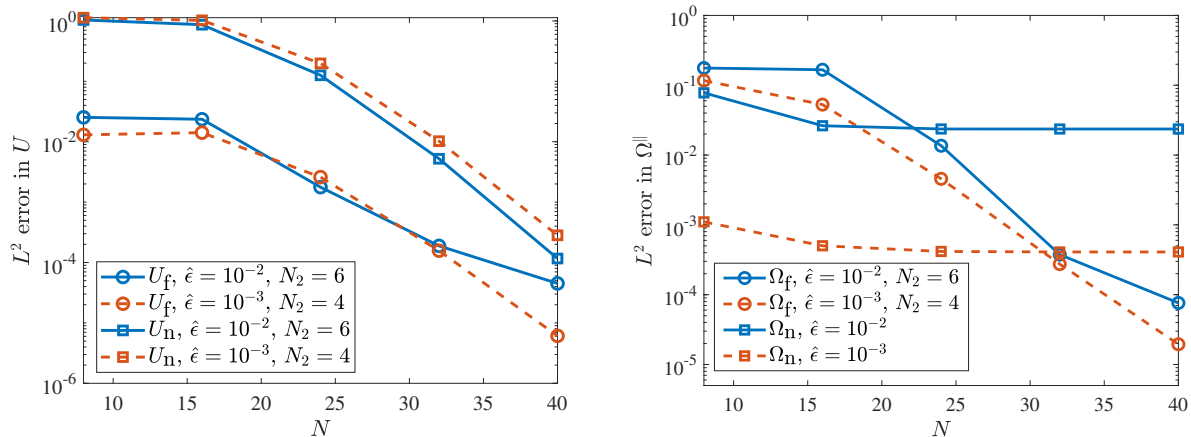 10^0
10^-2
10^-4
10^-6
L^2 error in U
10 15 20 25 30 35 40
N
U_f, ε̂ = 10^-2, N_2 = 6
U_f, ε̂ = 10^-3, N_2 = 4
U_n, ε̂ = 10^-2, N_2 = 6
U_n, ε̂ = 10^-3, N_2 = 4
10^0
10^-1
10^-2
10^-3
10^-4
10^-5
L^2 error in Ω^∥
10 15 20 25 30 35 40
N
Ω_f, ε̂ = 10^-2, N_2 = 6
Ω_f, ε̂ = 10^-3, N_2 = 4
Ω_n, ε̂ = 10^-2
Ω_n, ε̂ = 10^-3